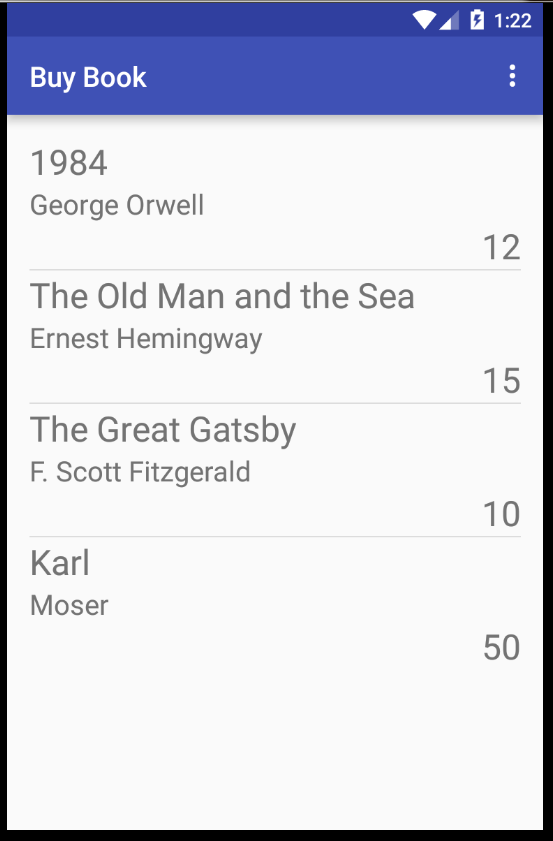 1:22
Buy Book
1984
George Orwell
12
The Old Man and the Sea
Ernest Hemingway
15
The Great Gatsby
F. Scott Fitzgerald
10
Karl
Moser
50